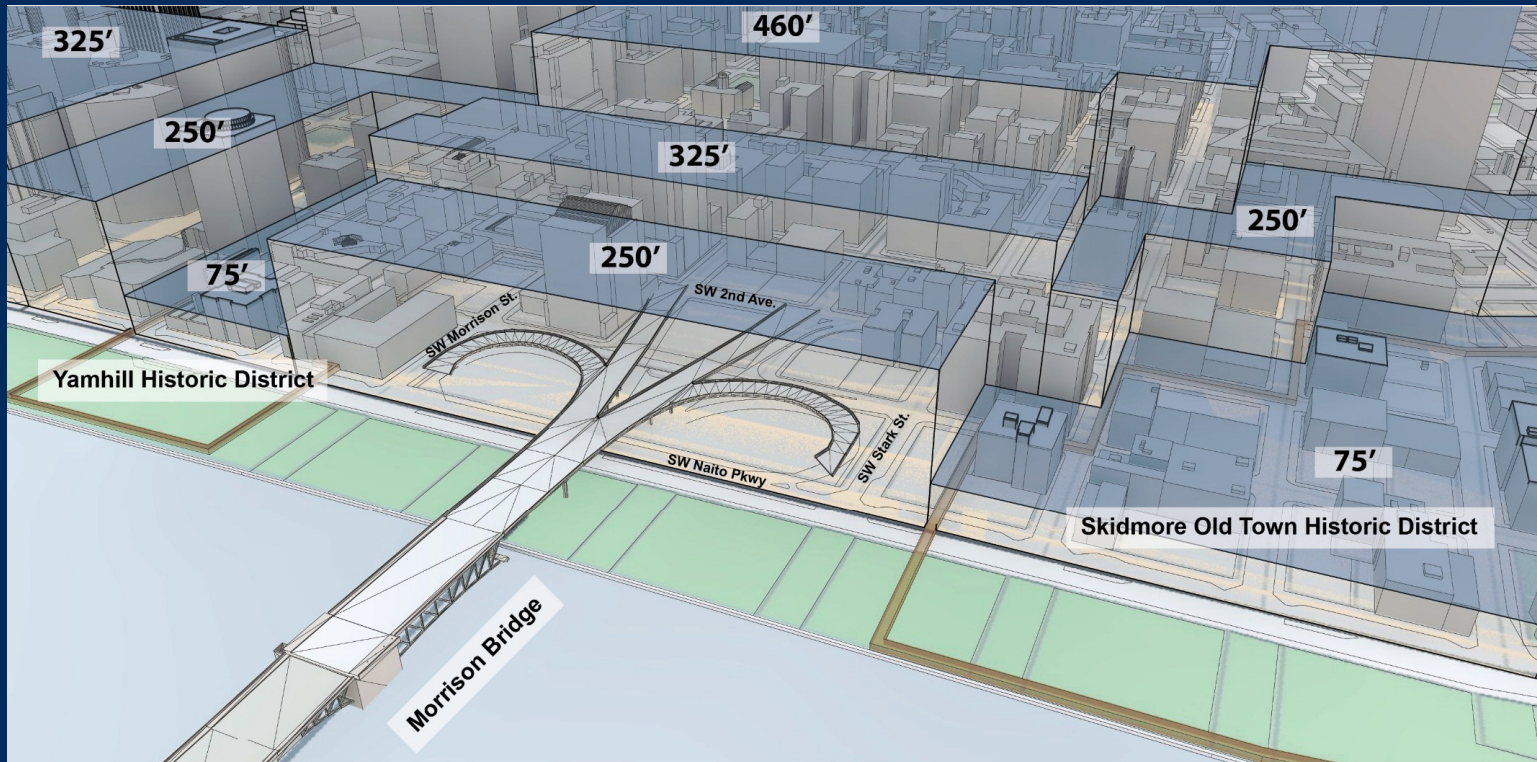 325’
460’
250’
325’
250’
75’
250’
SW 2nd Ave.
SW Morrison St.
Yamhill Historic District
SW Stark St.
SW Naito Pkwy
75’
Skidmore Old Town Historic District
Morrison Bridge